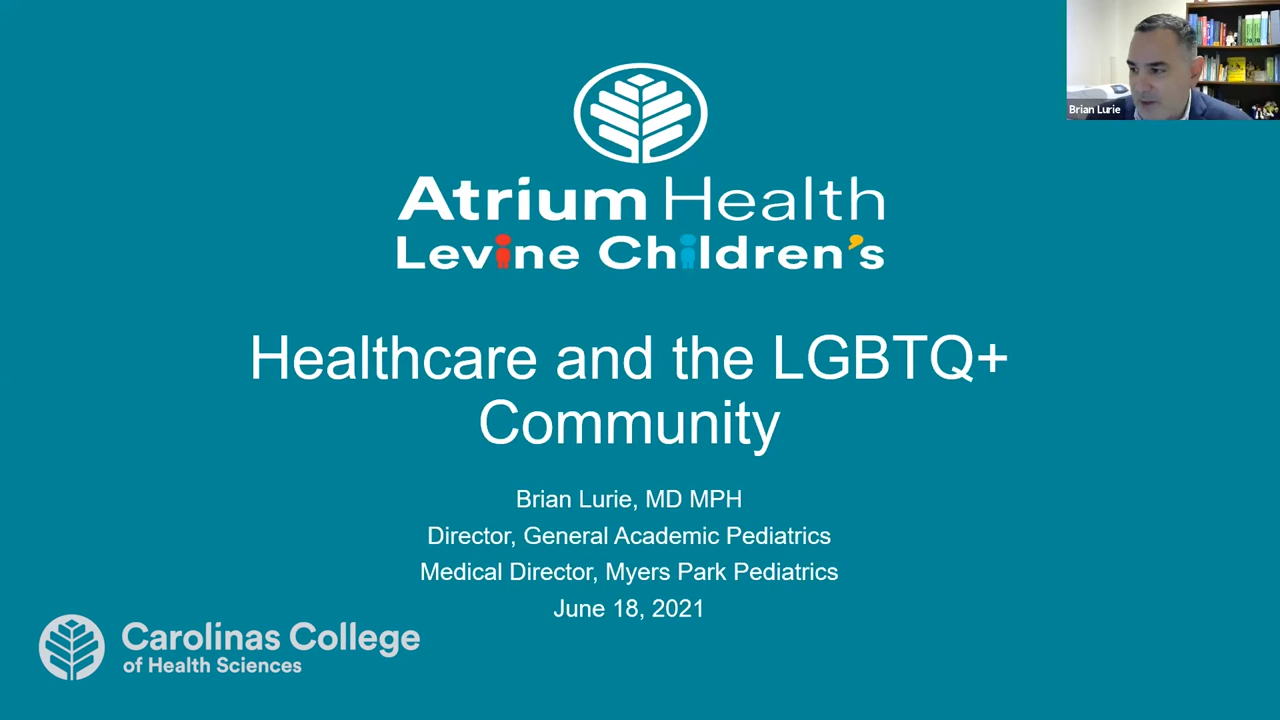 Brian Lurie
Atrium Health
Levine Children's
Healthcare and the LGBTQ+
Community
Brian Lurie, MD MPH
Director, General Academic Pediatrics
Medical Director, Myers Park Pediatrics
June 18, 2021
Carolinas College
of Health Sciences